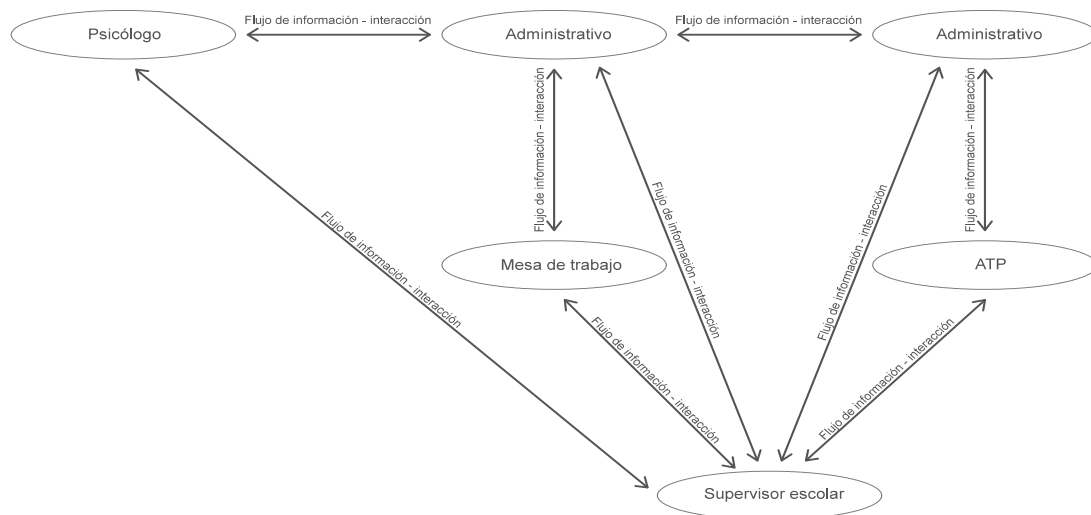 Flujo de información - interacción
Flujo de información - interacción
Psicólogo
Administrativo
Administrativo
Flujo de información - interacción
Flujo de información - interacción
Flujo de información - interacción
Flujo de información - interacción
Flujo de información - interacción
Mesa de trabajo
ATP
Flujo de información - interacción
Flujo de información - interacción
Supervisor escolar